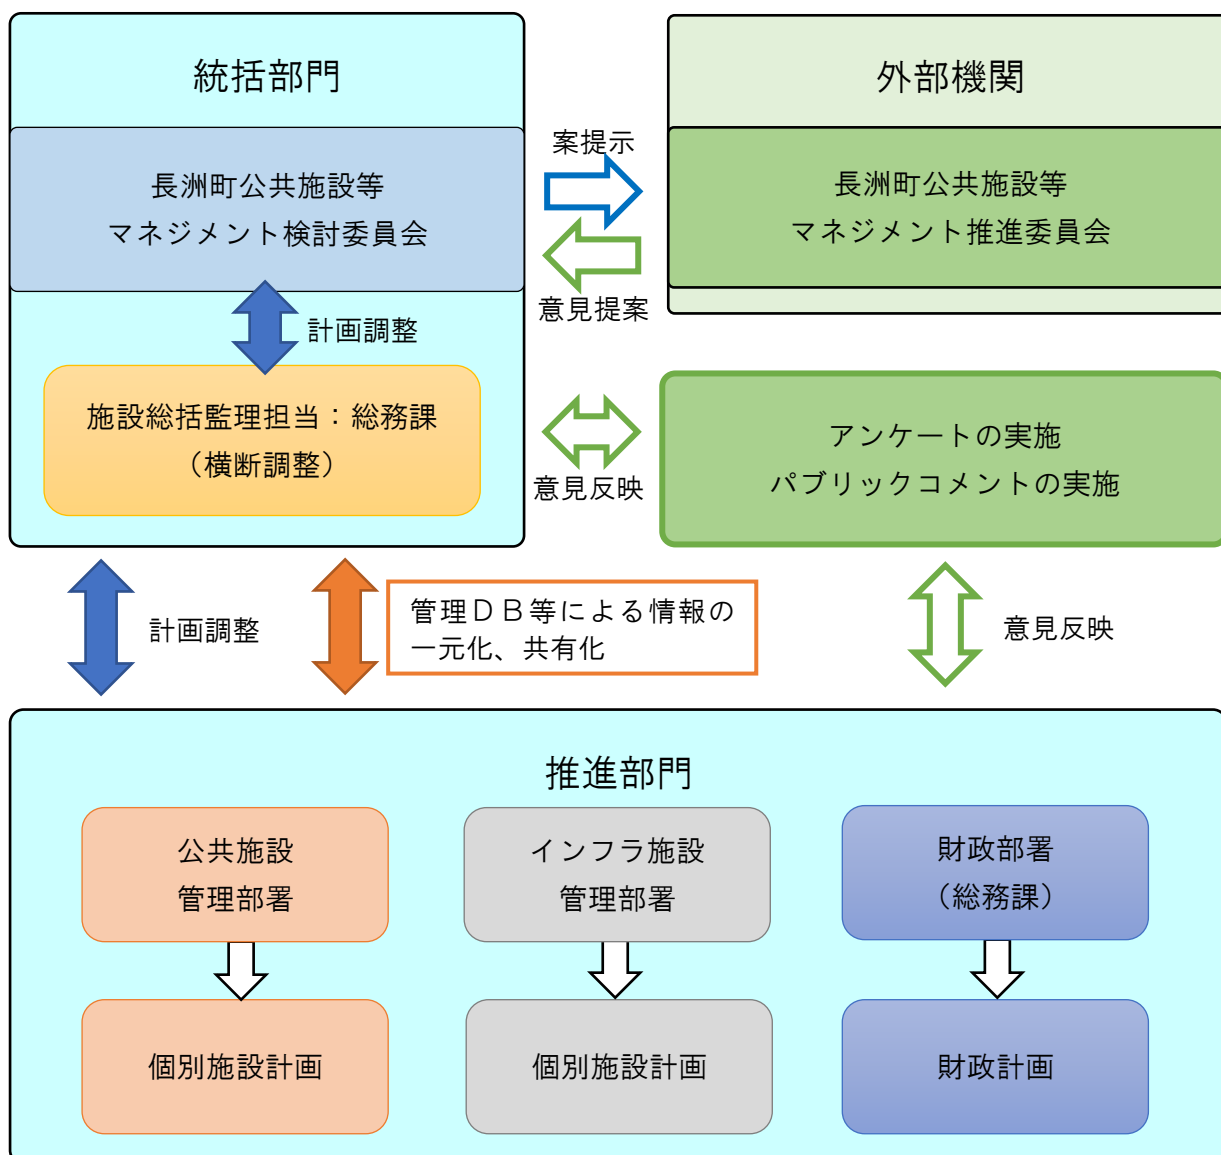 統括部門
長洲町公共施設等
マネジメント検討委員会
計画調整
施設総括監理担当：総務課
（横断調整）
案提示
意見提案
外部機関
長洲町公共施設等
マネジメント推進委員会
意見反映
アンケートの実施
パブリックコメントの実施
計画調整
管理ＤＢ等による情報の
一元化、共有化
意見反映
推進部門
公共施設
管理部署
インフラ施設
管理部署
財政部署
（総務課）
個別施設計画
個別施設計画
財政計画